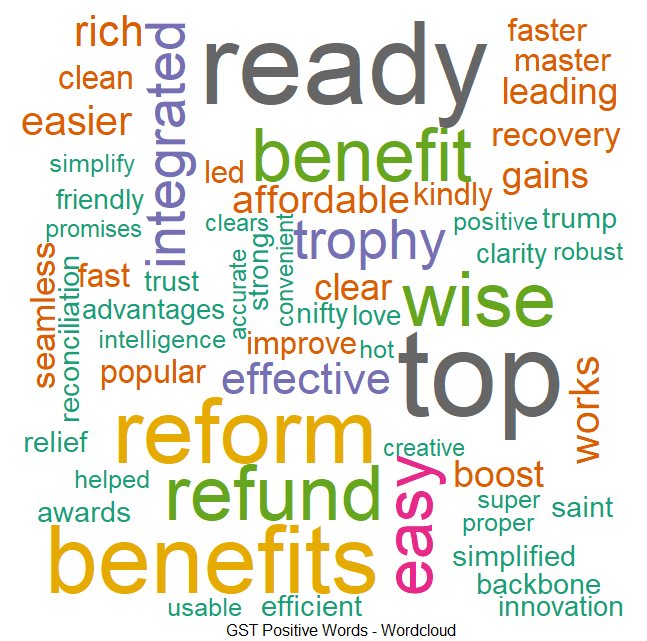 rich
integrated
ready
faster
clean
master
leading
easier
benefit
recovery
simplify
led
gains
friendly
affordable
kindly
promises
clears
convenient
trophy
positive
trump
seamless
reconciliation
fast
trust
accurate
strong
clear
clarity
robust
advantages
nifty
love
wise
intelligence
improve
hot
top
popular
effective
works
reform
relief
creative
helped
refund
easy
boost
awards
super
saint
proper
benefits
simplified
backbone
usable
efficient
innovation
GST Positive Words - Wordcloud